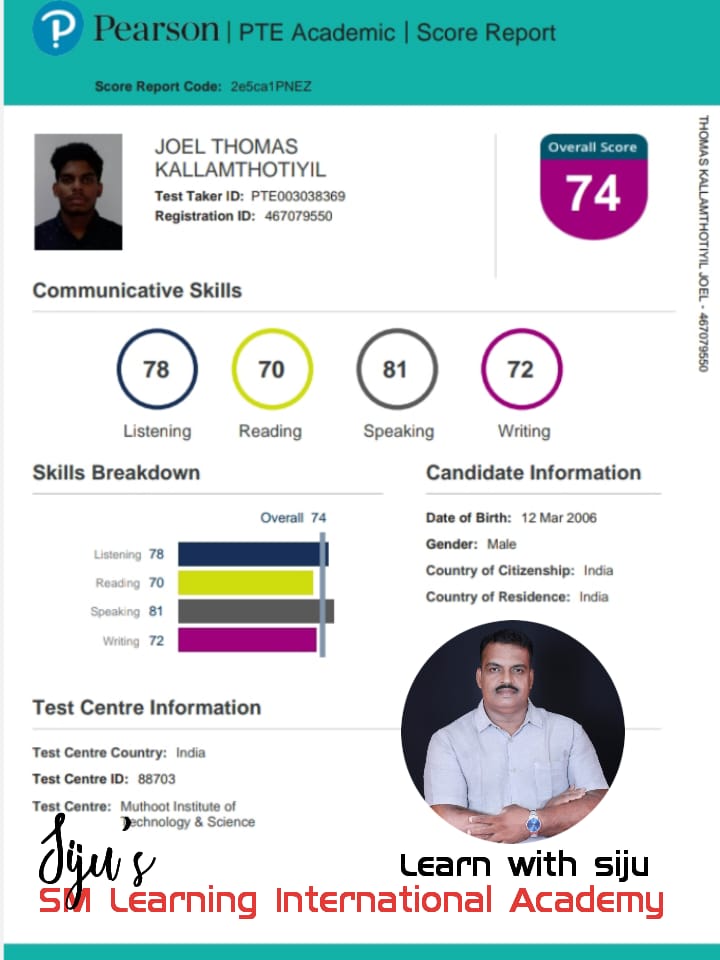 Pearson | PTE Academic | Score Report
Score Report Code: 2e5ca1PNEZ
JOEL THOMAS
KALLAMTHOTIYIL
Test Taker ID: PTE003038369
Registration ID: 467079550
Overall Score
74
THOMAS KALLAMTHOTIYIL JOEL - 467079550
Communicative Skills
78 70 81 72
Listening Reading Speaking Writing
Skills Breakdown
Overall 74
Listening 78
Reading 70
Speaking 81
Writing 72
Candidate Information
Date of Birth: 12 Mar 2006
Gender: Male
Country of Citizenship: India
Country of Residence: India
Test Centre Information
Test Centre Country: India
Test Centre ID: 88703
Test Centre: Muthoot Institute of
Technology & Science
Siju's
Learn with siju
SM Learning International Academy